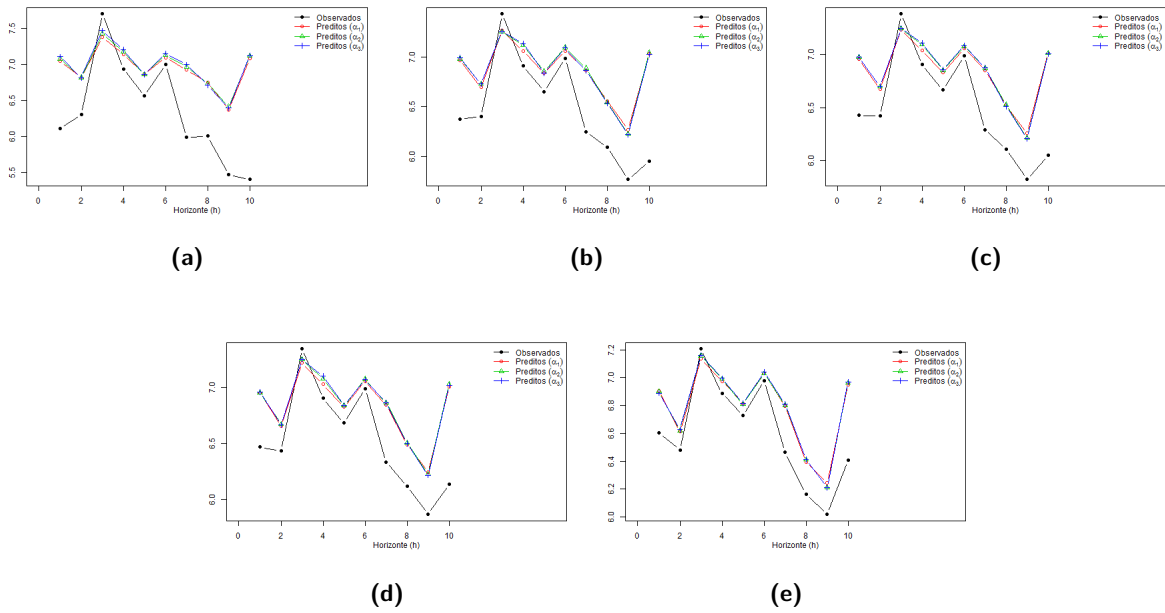 Observados
Preditos (α1)
Preditos (α2)
Preditos (α3)
7.5
7.0
6.5
6.0
5.5
0 2 4 6 8 10
Horizonte (h)
(a)
Observados
Preditos (α1)
Preditos (α2)
Preditos (α3)
7.0
6.5
6.0
0 2 4 6 8 10
Horizonte (h)
(b)
Observados
Preditos (α1)
Preditos (α2)
Preditos (α3)
7.0
6.5
6.0
0 2 4 6 8 10
Horizonte (h)
(c)
Observados
Preditos (α1)
Preditos (α2)
Preditos (α3)
7.0
6.5
6.0
0 2 4 6 8 10
Horizonte (h)
(d)
Observados
Preditos (α1)
Preditos (α2)
Preditos (α3)
7.2
7.0
6.8
6.6
6.4
6.2
6.0
0 2 4 6 8 10
Horizonte (h)
(e)